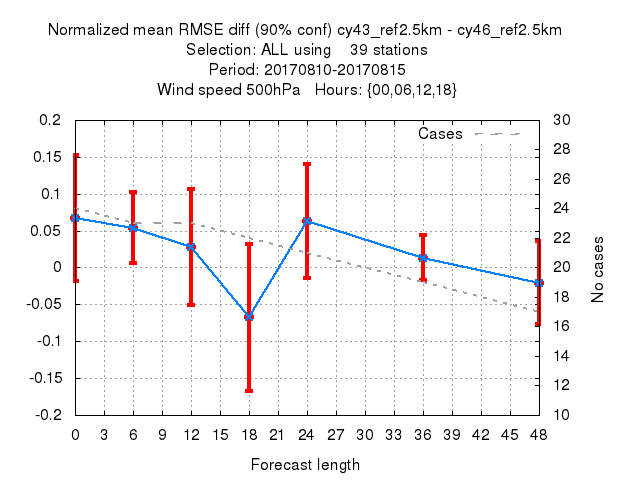 Normalized mean RMSE diff (90% conf) cy43_ref2.5km - cy46_ref2.5km
Selection: ALL using 39 stations
Period: 20170810-20170815
Wind speed 500hPa Hours: {00,06,12,18}
0.2
0.15
0.1
0.05
0
-0.05
-0.1
-0.15
-0.2
Cases
30
28
26
24
22
20
18
16
14
12
10
No cases
0 3 6 9 12 15 18 21 24 27 30 33 36 39 42 45 48
Forecast length